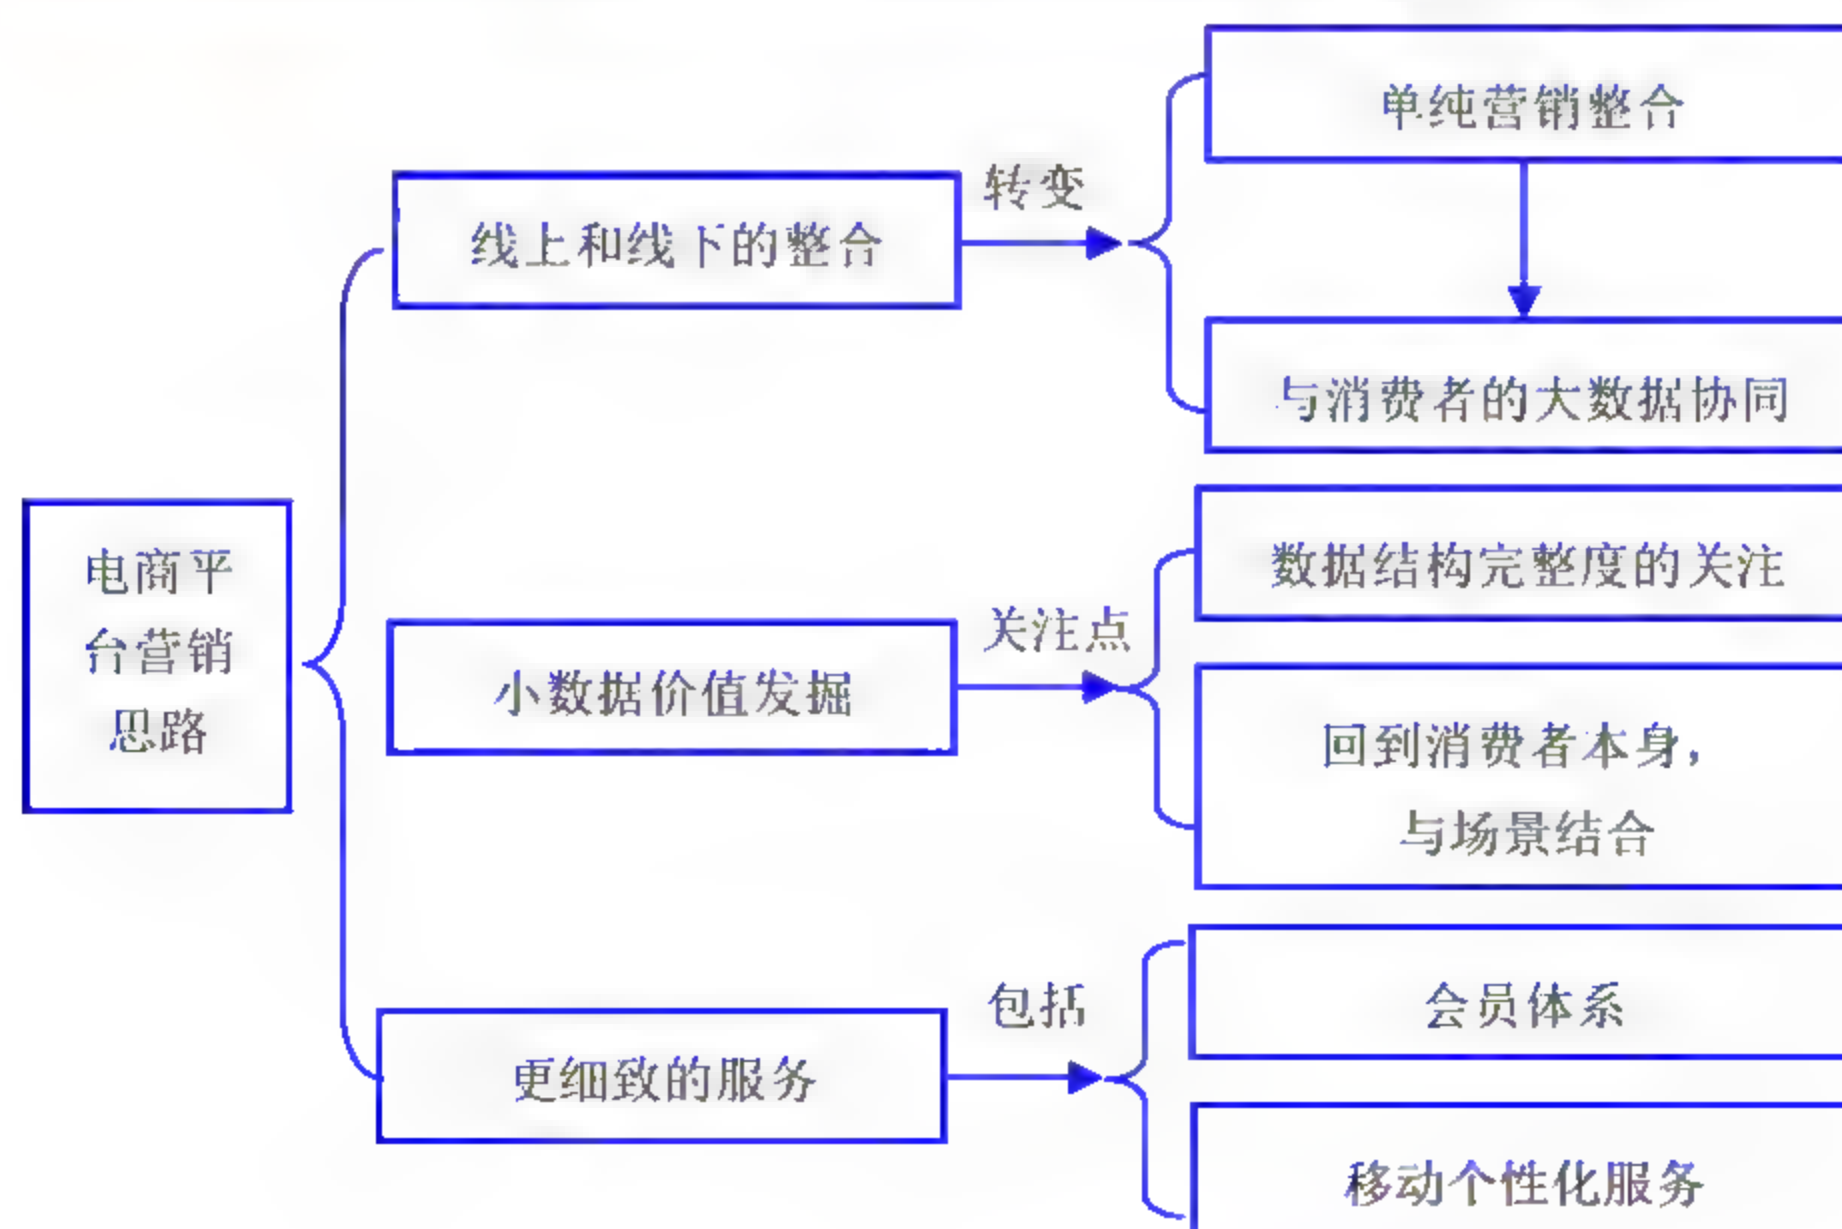 电商平
台营销
思路
线上和线下的整合
转变
单纯营销整合
与消费者的大数据协同
小数据价值发掘
关注点
数据结构完整度的关注
回到消费者本身，
与场景结合
更细致的服务
包括
会员体系
移动个性化服务